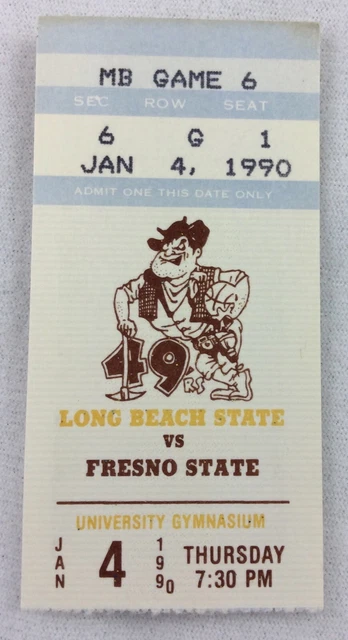 MB GAME 6
SEC ROW SEAT
6 G 1
JAN 4, 1990
ADMIT ONE THIS DATE ONLY
49RS
LONG BEACH STATE
VS
FRESNO STATE
UNIVERSITY GYMNASIUM
JAN 4 1990 THURSDAY
7:30 PM